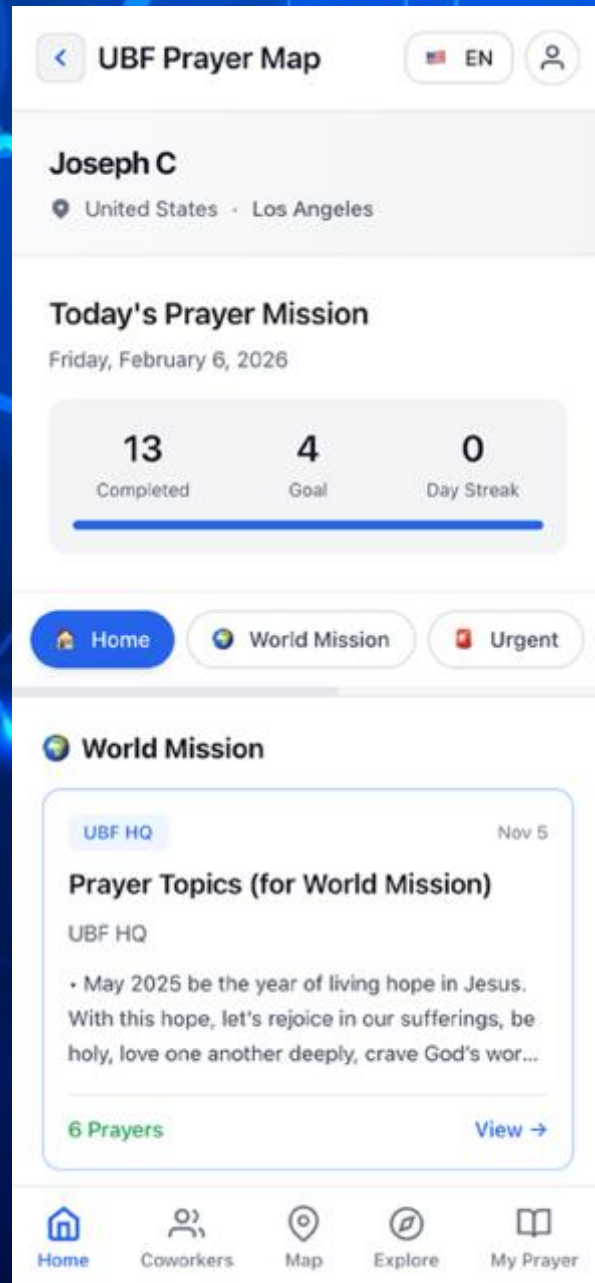 UBF Prayer Map
EN
Joseph C
United States · Los Angeles
Today's Prayer Mission
Friday, February 6, 2026
13 4 0
Completed Goal Day Streak
Home World Mission Urgent
World Mission
UBF HQ Nov 5
Prayer Topics (for World Mission)
UBF HQ
• May 2025 be the year of living hope in Jesus.
With this hope, let's rejoice in our sufferings, be
holy, love one another deeply, crave God's wor...
6 Prayers View →
Home Coworkers Map Explore My Prayer